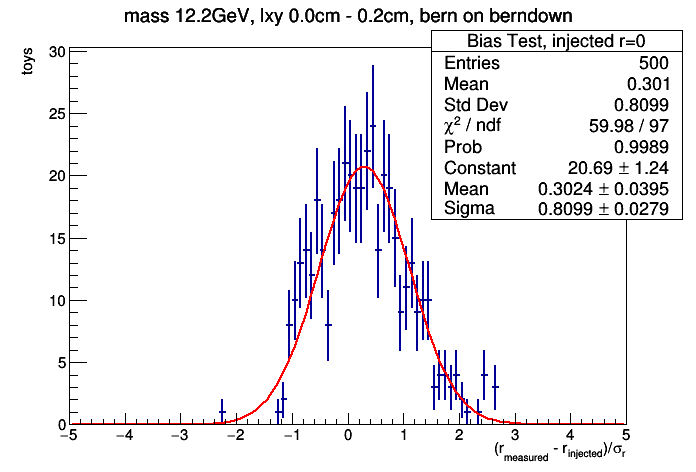 mass 12.2GeV, lxy 0.0cm - 0.2cm, bern on berndown
Bias Test, injected r=0
Entries 500
Mean 0.301
Std Dev 0.8099
χ² / ndf 59.98 / 97
Prob 0.9989
Constant 20.69 ± 1.24
Mean 0.3024 ± 0.0395
Sigma 0.8099 ± 0.0279
toys
30
25
20
15
10
5
0
−5 −4 −3 −2 −1 0 1 2 3 4 5
(r_measured - r_injected)/σ_r